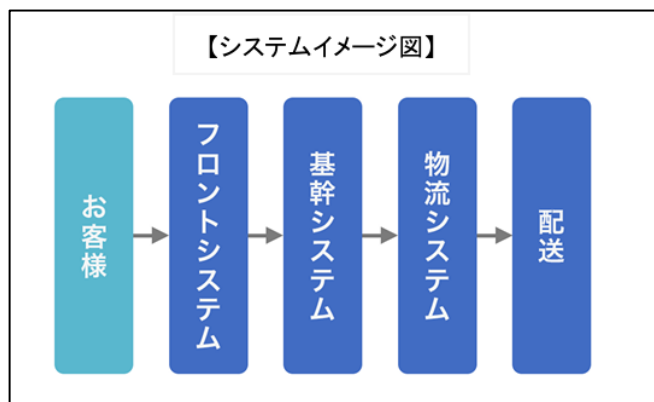 【システムイメージ図】
お客様
フロントシステム
基幹システム
物流システム
配送